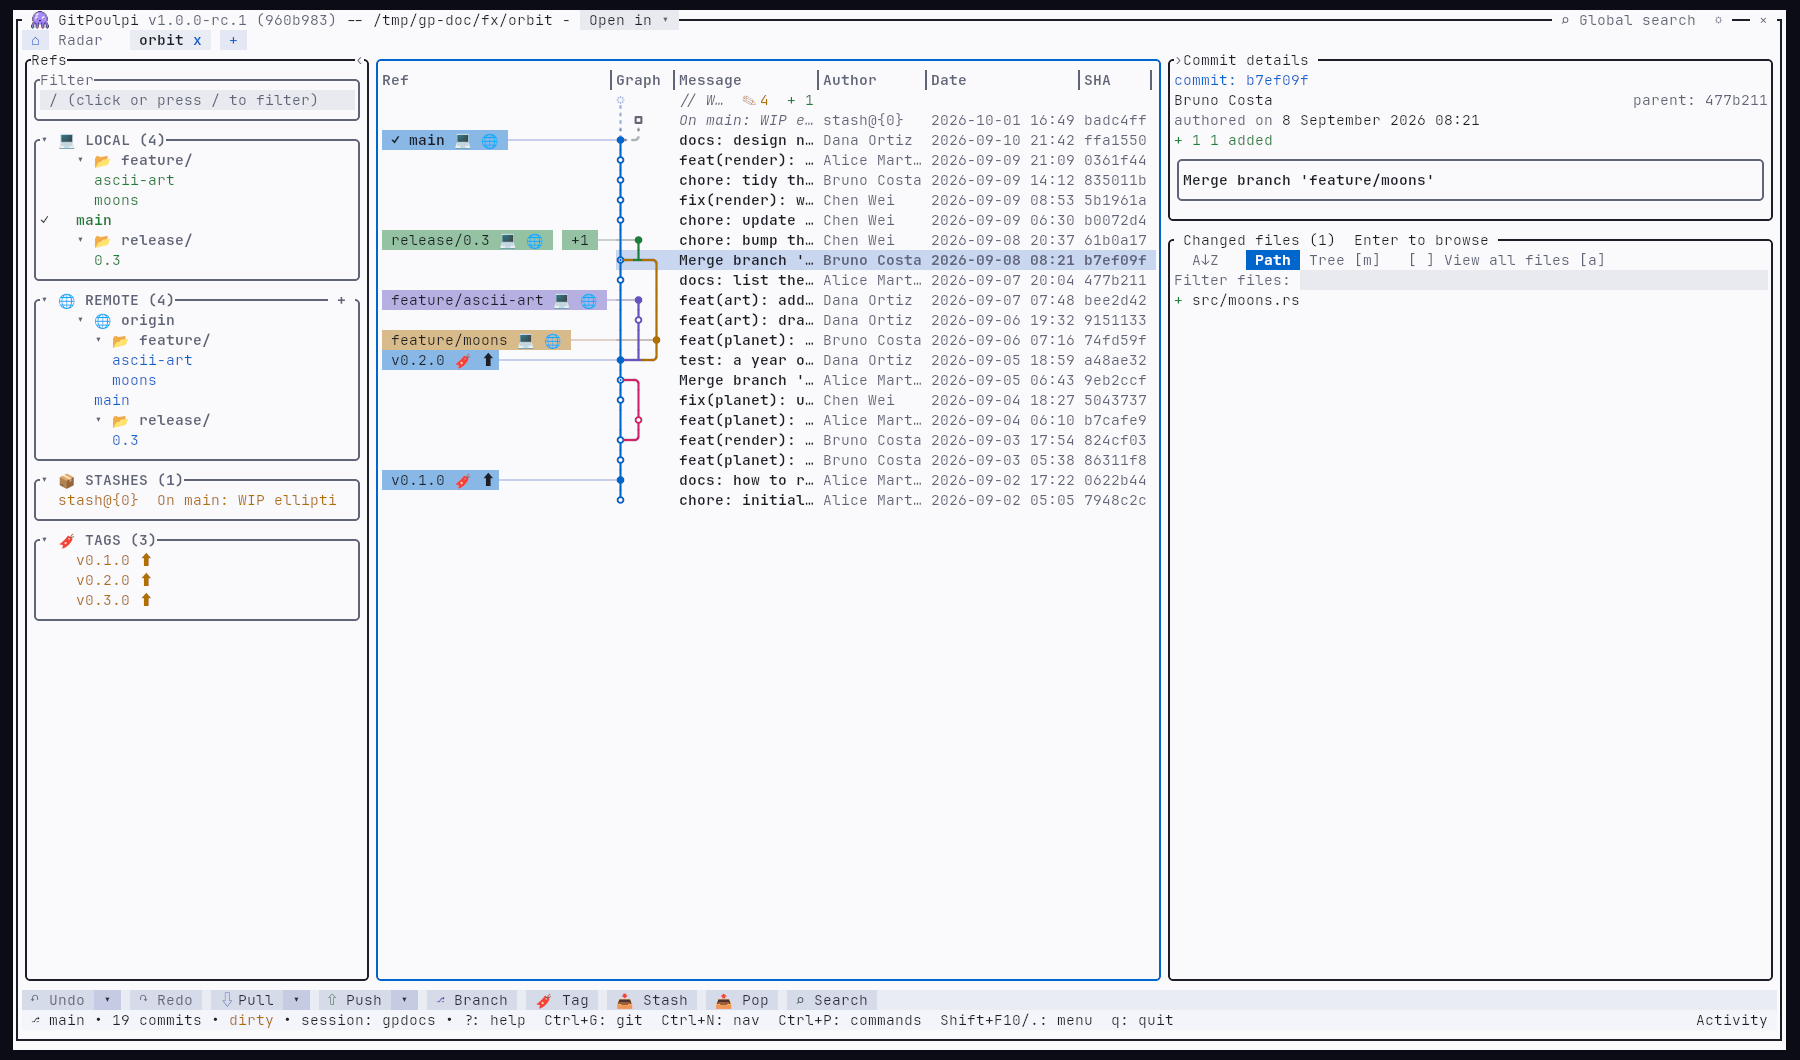 GitPoulpi v1.0.0-rc.1 (960b983) -- /tmp/gp-doc/fx/orbit - Open in ▾ ⌕ Global search ☼ ✕
⌂ Radar orbit x +
Refs
Filter
/ (click or press / to filter)
LOCAL (4)
feature/
ascii-art
moons
✓ main
release/
0.3
REMOTE (4) +
origin
feature/
ascii-art
moons
main
release/
0.3
STASHES (1)
stash@{0} On main: WIP ellipti
TAGS (3)
v0.1.0 ⬆
v0.2.0 ⬆
v0.3.0 ⬆
Ref Graph Message Author Date SHA
// W… ✎ 4 + 1
On main: WIP e… stash@{0} 2026-10-01 16:49 badc4ff
✓ main docs: design n… Dana Ortiz 2026-09-10 21:42 ffa1550
feat(render): … Alice Mart… 2026-09-09 21:09 0361f44
chore: tidy th… Bruno Costa 2026-09-09 14:12 835011b
fix(render): w… Chen Wei 2026-09-09 08:53 5b1961a
chore: update … Chen Wei 2026-09-09 06:30 b0072d4
release/0.3 +1 chore: bump th… Chen Wei 2026-09-08 20:37 61b0a17
Merge branch '… Bruno Costa 2026-09-08 08:21 b7ef09f
docs: list the… Alice Mart… 2026-09-07 20:04 477b211
feature/ascii-art feat(art): add… Dana Ortiz 2026-09-07 07:48 bee2d42
feat(art): dra… Dana Ortiz 2026-09-06 19:32 9151133
feature/moons feat(planet): … Bruno Costa 2026-09-06 07:16 74fd59f
v0.2.0 ⬆ test: a year o… Dana Ortiz 2026-09-05 18:59 a48ae32
Merge branch '… Alice Mart… 2026-09-05 06:43 9eb2ccf
fix(planet): u… Chen Wei 2026-09-04 18:27 5043737
feat(planet): … Alice Mart… 2026-09-04 06:10 b7cafe9
feat(render): … Bruno Costa 2026-09-03 17:54 824cf03
feat(planet): … Bruno Costa 2026-09-03 05:38 86311f8
v0.1.0 ⬆ docs: how to r… Alice Mart… 2026-09-02 17:22 0622b44
chore: initial… Alice Mart… 2026-09-02 05:05 7948c2c
Commit details
commit: b7ef09f
Bruno Costa parent: 477b211
authored on 8 September 2026 08:21
+ 1 1 added
Merge branch 'feature/moons'
Changed files (1) Enter to browse
A↓Z Path Tree [m] [ ] View all files [a]
Filter files:
+ src/moons.rs
Undo ▾ Redo Pull ▾ Push ▾ Branch Tag Stash Pop Search
main • 19 commits • dirty • session: gpdocs • ?: help Ctrl+G: git Ctrl+N: nav Ctrl+P: commands Shift+F10/.: menu q: quit Activity